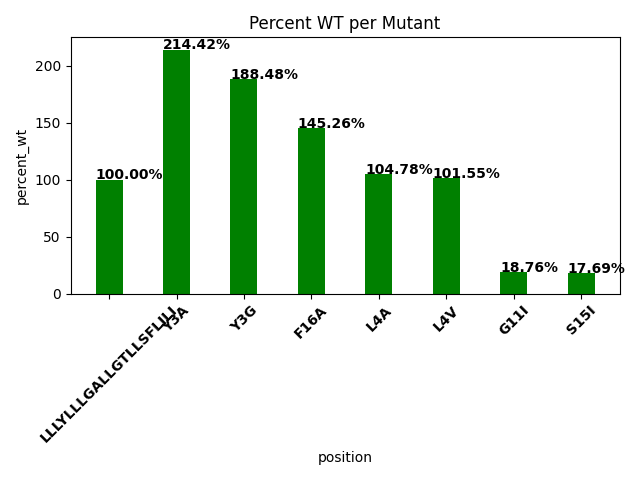 Percent WT per Mutant
214.42%
188.48%
145.26%
100.00%
104.78%
101.55%
18.76%
17.69%
percent_wt
200
150
100
50
0
Y3A
Y3G
F16A
L4A
L4V
G11I
S15I
position